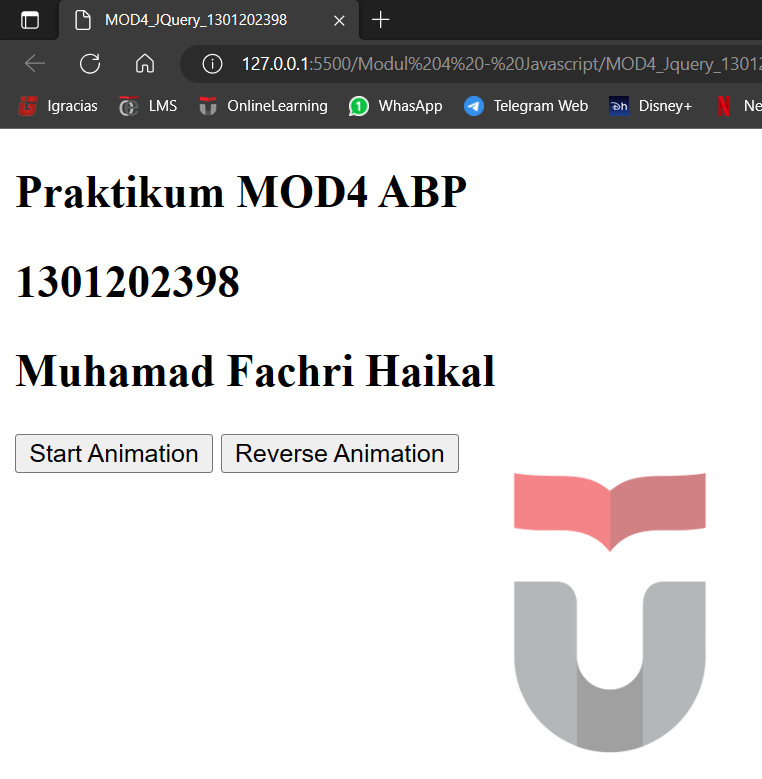 MOD4_JQuery_1301202398
127.0.0.1:5500/Modul%204%20-%20Javascript/MOD4_Jquery_1301
Igracias LMS OnlineLearning WhasApp Telegram Web Disney+ Ne
Praktikum MOD4 ABP
1301202398
Muhamad Fachri Haikal
Start Animation Reverse Animation